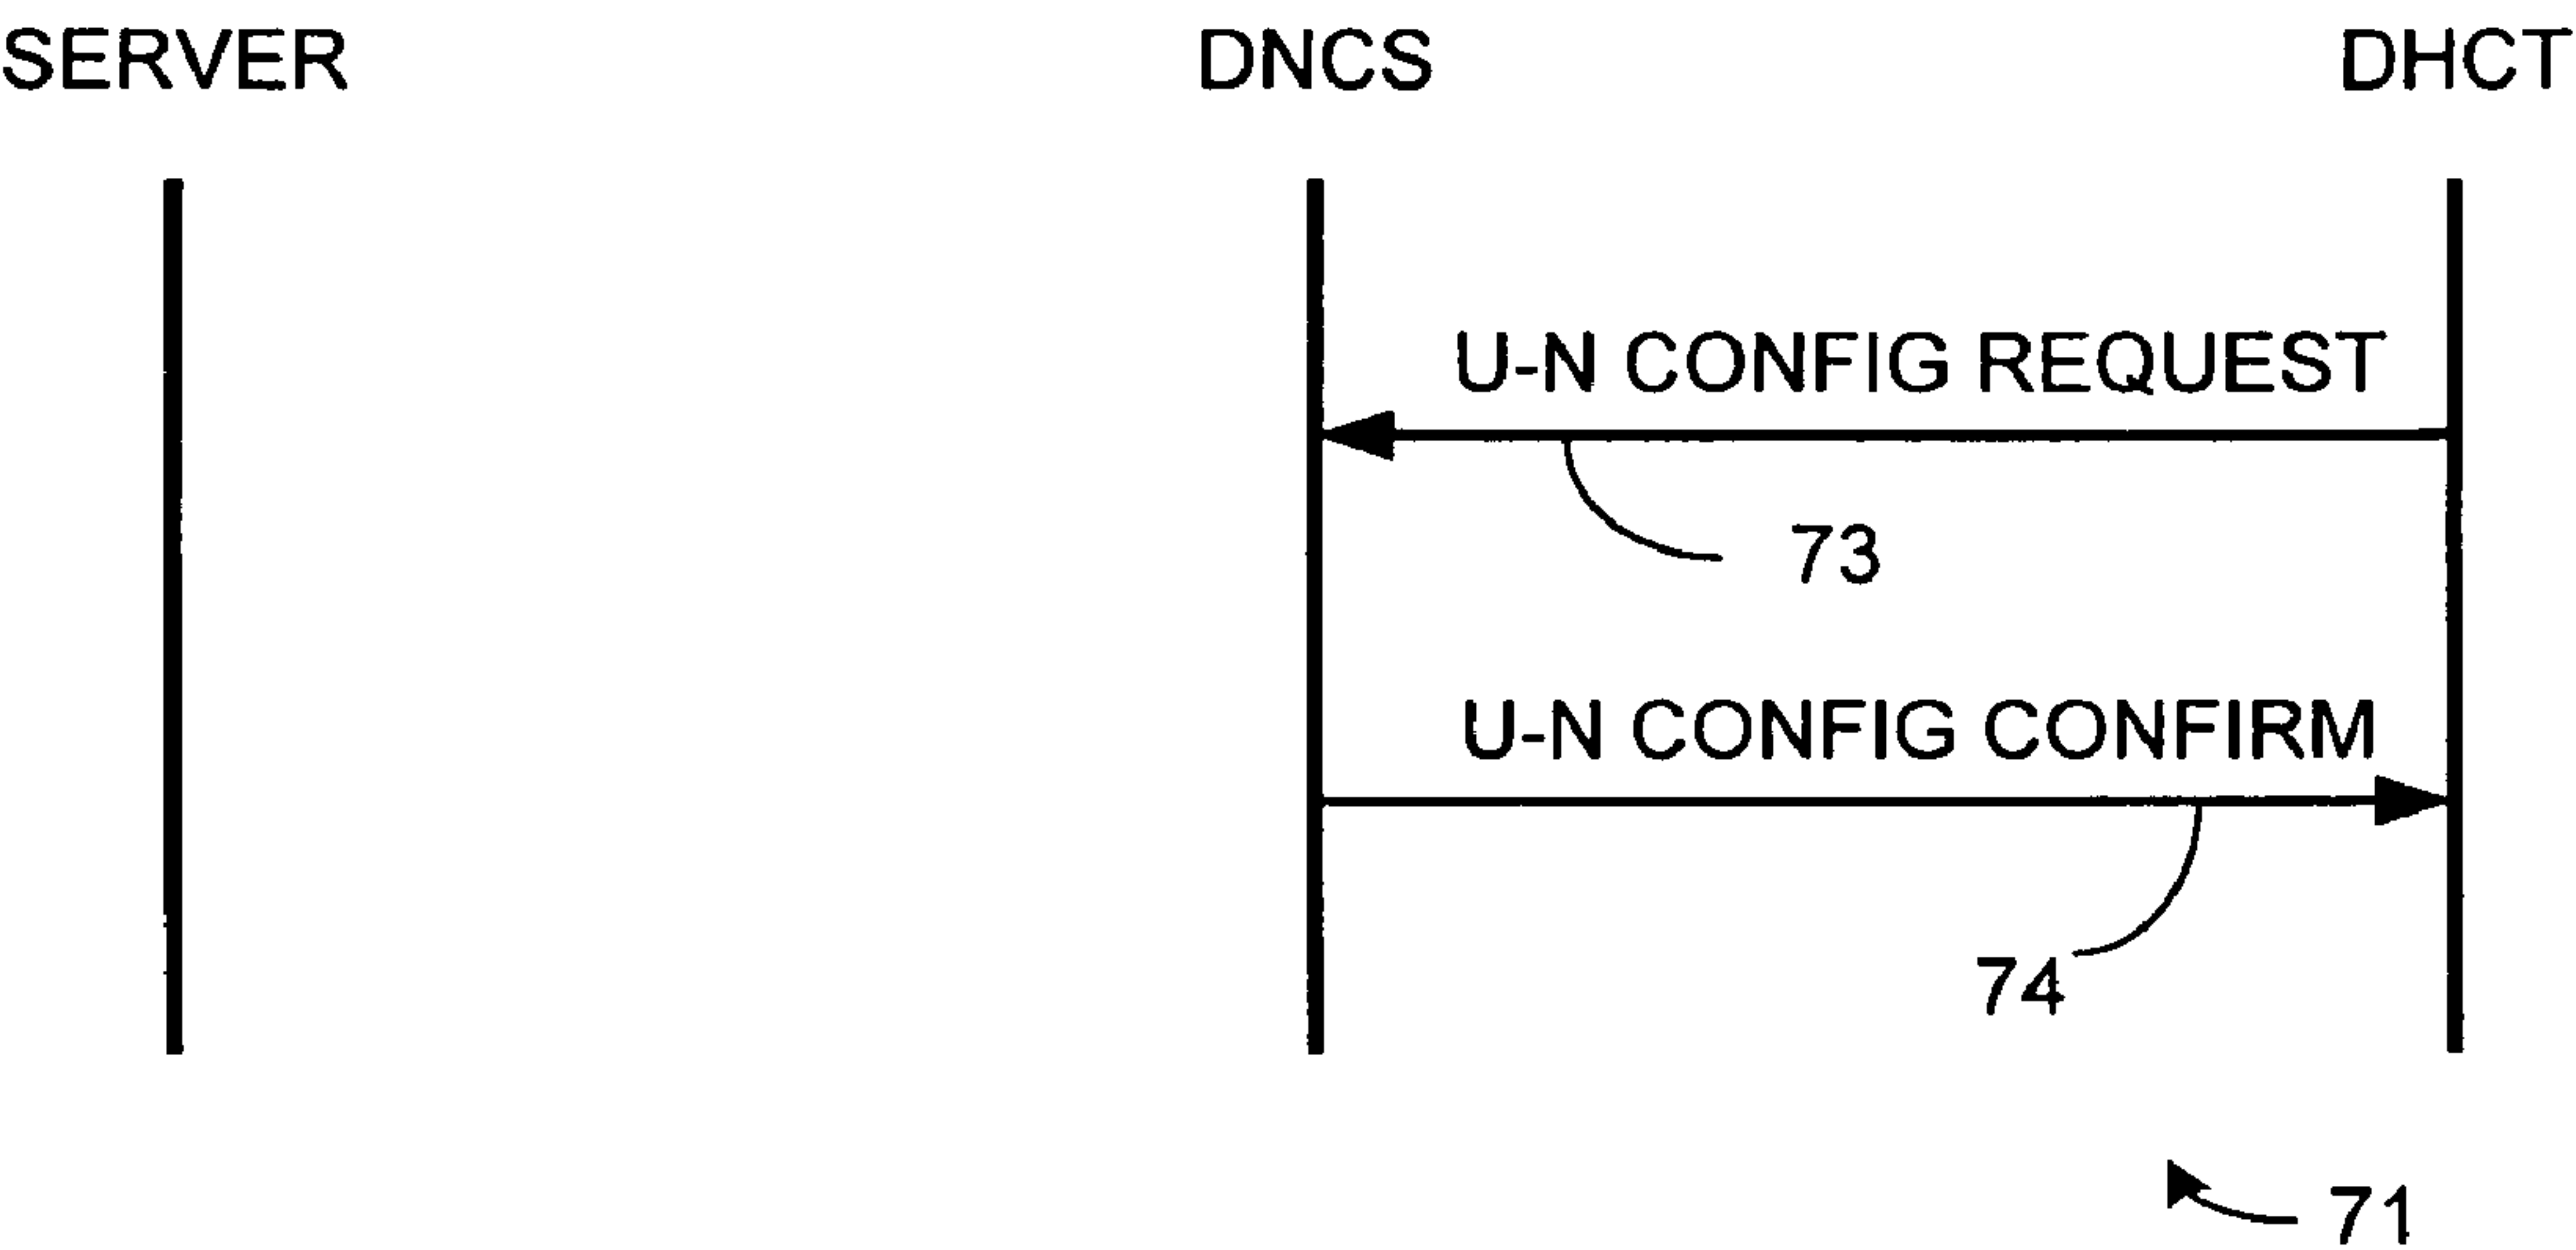 SERVER DNCS DHCT
U-N CONFIG REQUEST
73
U-N CONFIG CONFIRM
74
71